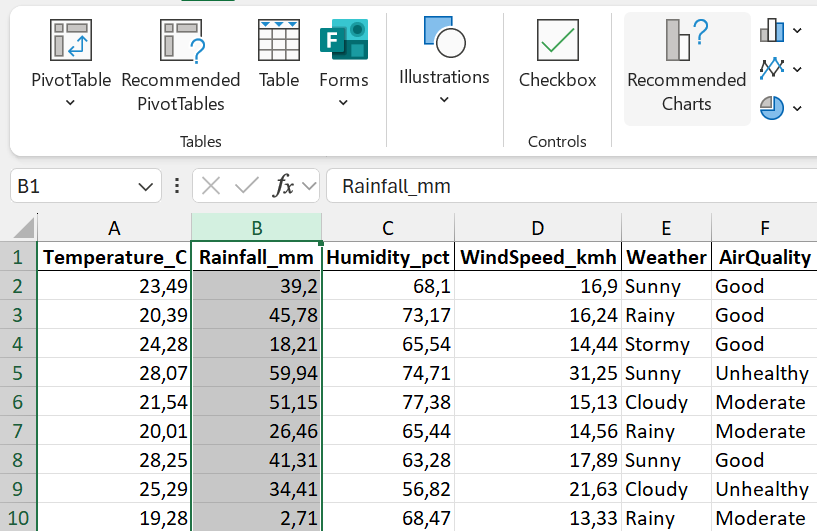 PivotTable Recommended PivotTables Table Forms Illustrations Checkbox Recommended Charts
Tables Controls
B1 fx Rainfall_mm
A B C D E F
1 Temperature_C Rainfall_mm Humidity_pct WindSpeed_kmh Weather AirQuality
2 23,49 39,2 68,1 16,9 Sunny Good
3 20,39 45,78 73,17 16,24 Rainy Good
4 24,28 18,21 65,54 14,44 Stormy Good
5 28,07 59,94 74,71 31,25 Sunny Unhealthy
6 21,54 51,15 77,38 15,13 Cloudy Moderate
7 20,01 26,46 65,44 14,56 Rainy Moderate
8 28,25 41,31 63,28 17,89 Sunny Good
9 25,29 34,41 56,82 21,63 Cloudy Unhealthy
10 19,28 2,71 68,47 13,33 Rainy Moderate